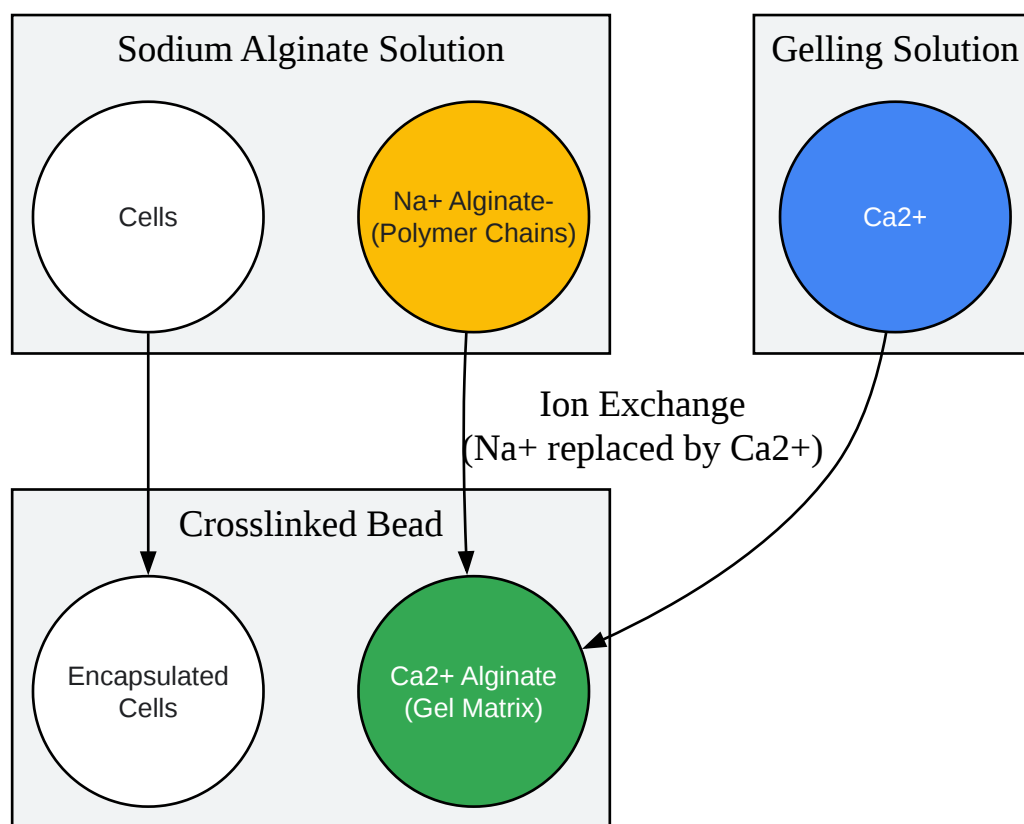 Sodium Alginate Solution
Gelling Solution
Cells
Na+ Alginate-
(Polymer Chains)
Ca2+
Ion Exchange
(Na+ replaced by Ca2+)
Crosslinked Bead
Encapsulated
Cells
Ca2+ Alginate
(Gel Matrix)